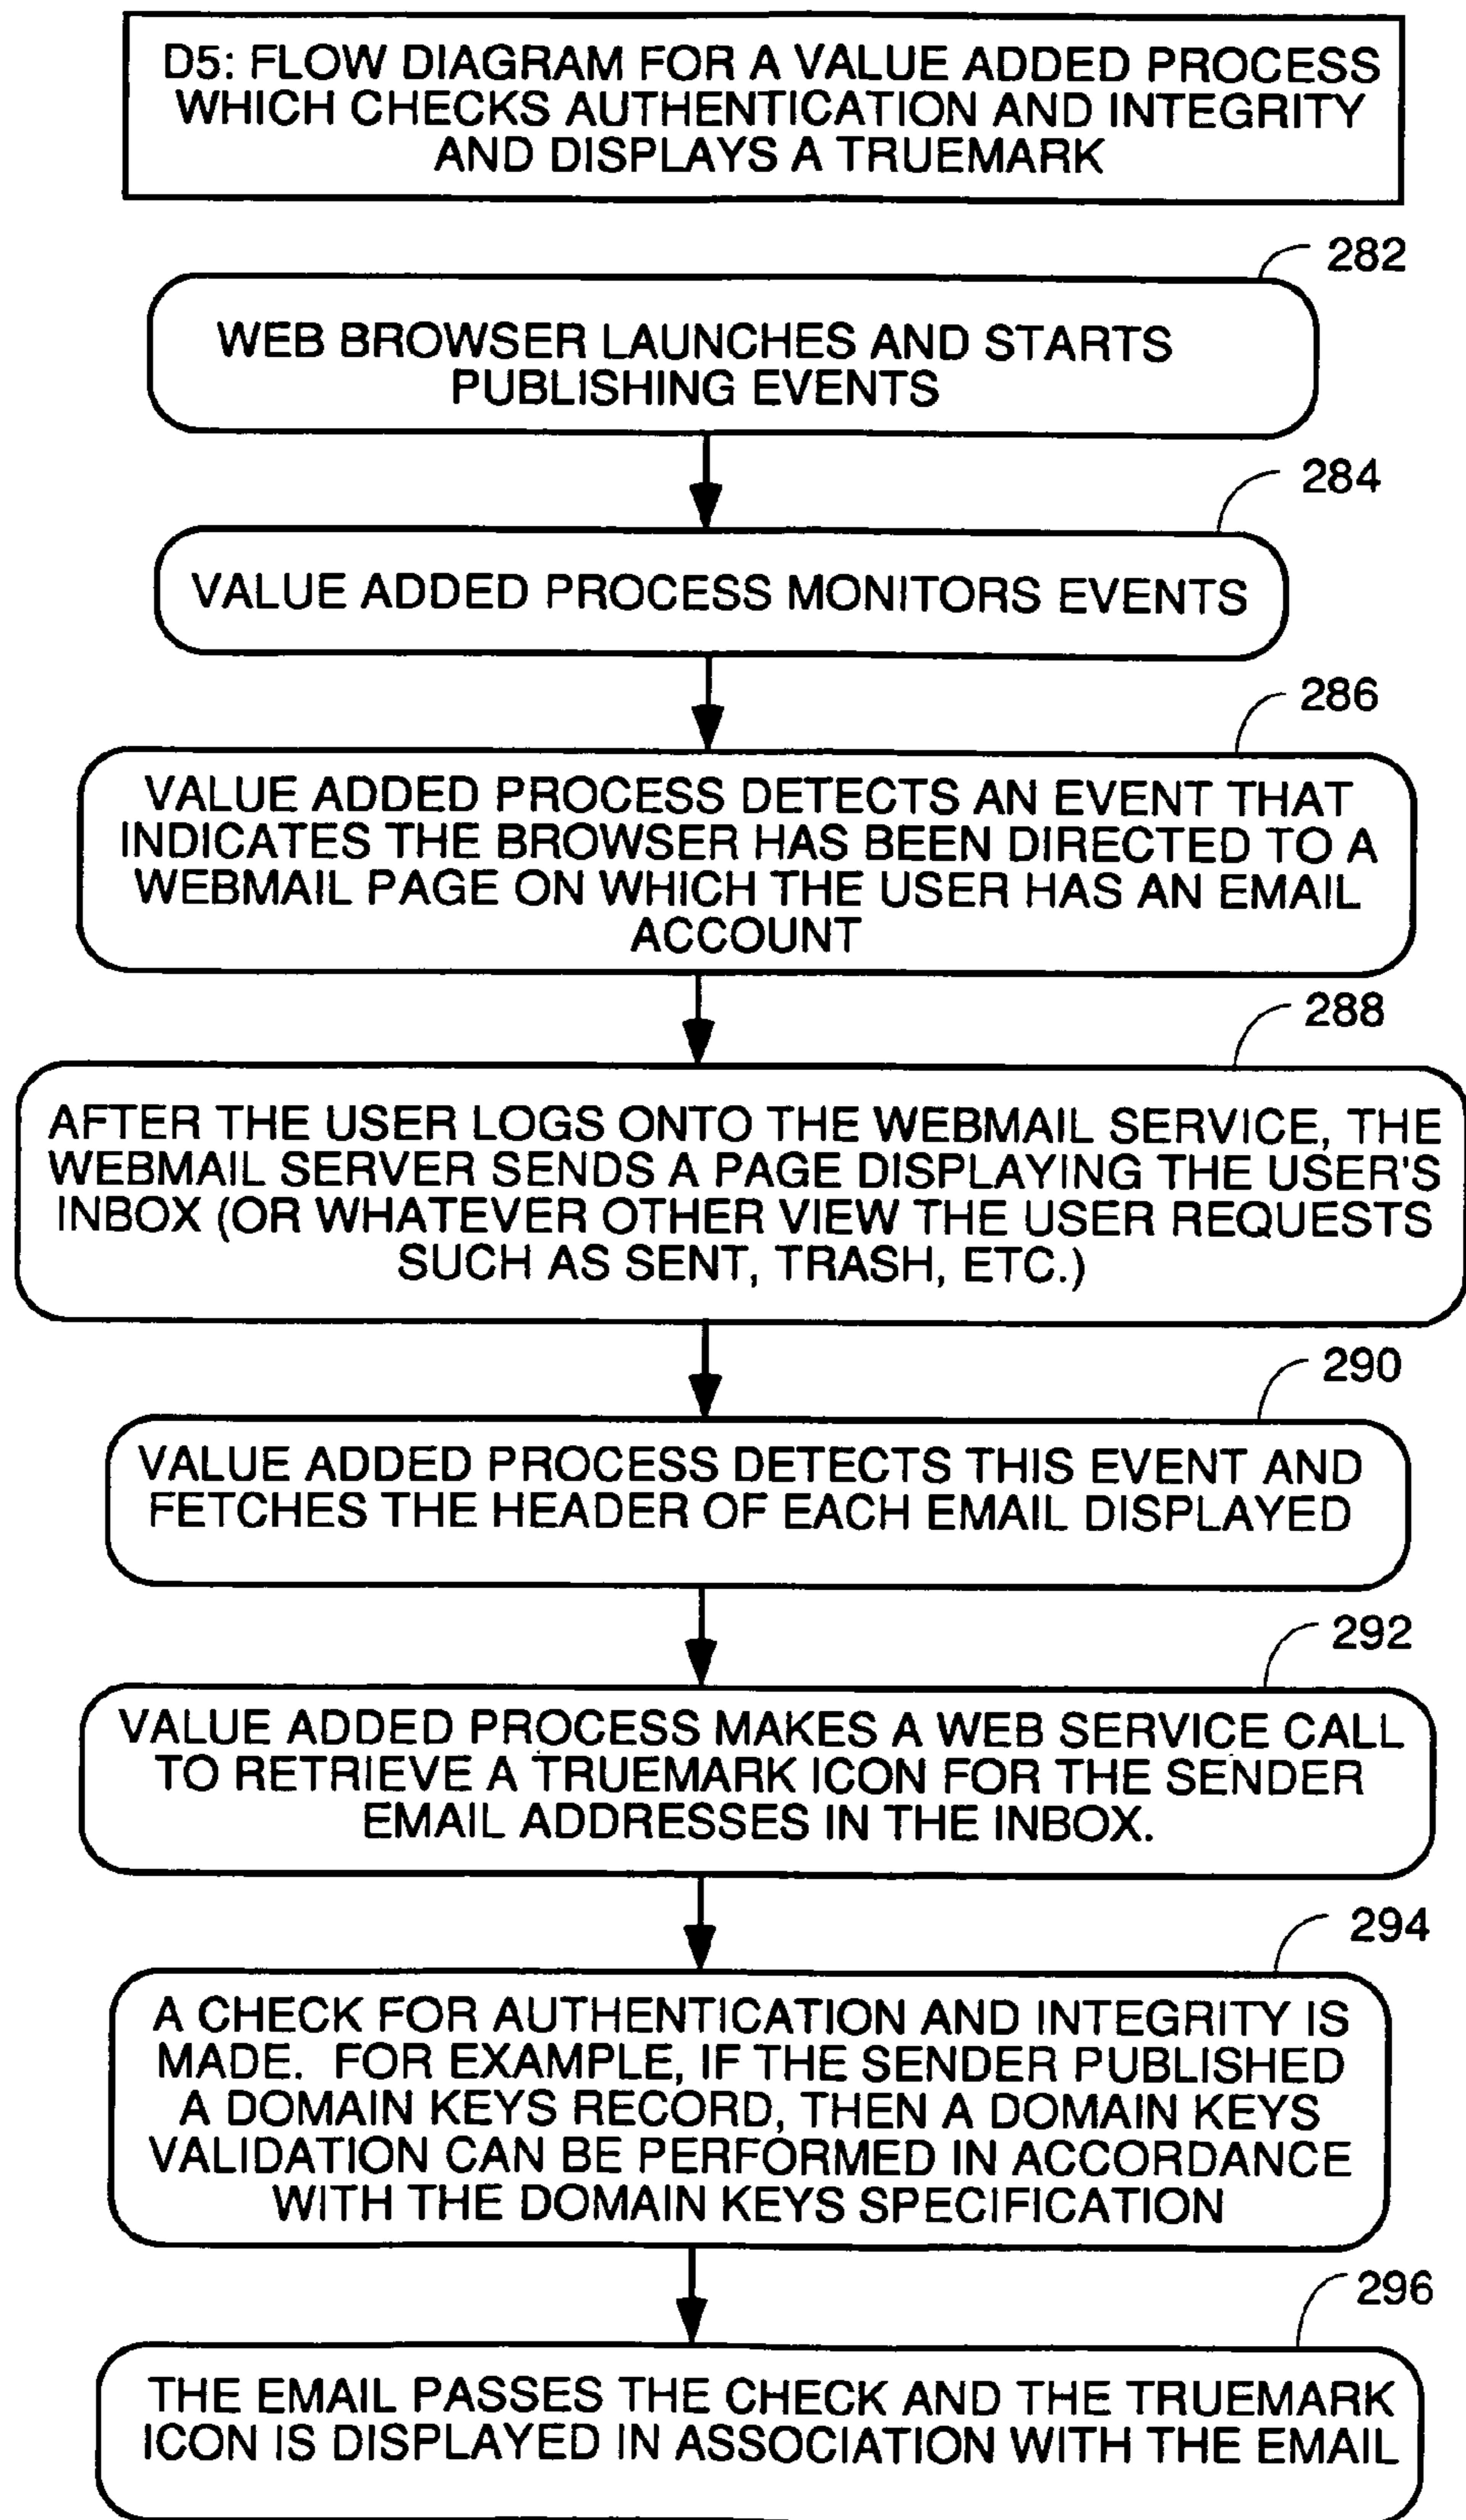 D5: FLOW DIAGRAM FOR A VALUE ADDED PROCESS
WHICH CHECKS AUTHENTICATION AND INTEGRITY
AND DISPLAYS A TRUEMARK
282
WEB BROWSER LAUNCHES AND STARTS
PUBLISHING EVENTS
284
VALUE ADDED PROCESS MONITORS EVENTS
286
VALUE ADDED PROCESS DETECTS AN EVENT THAT
INDICATES THE BROWSER HAS BEEN DIRECTED TO A
WEBMAIL PAGE ON WHICH THE USER HAS AN EMAIL
ACCOUNT
288
AFTER THE USER LOGS ONTO THE WEBMAIL SERVICE, THE
WEBMAIL SERVER SENDS A PAGE DISPLAYING THE USER'S
INBOX (OR WHATEVER OTHER VIEW THE USER REQUESTS
SUCH AS SENT, TRASH, ETC.)
290
VALUE ADDED PROCESS DETECTS THIS EVENT AND
FETCHES THE HEADER OF EACH EMAIL DISPLAYED
292
VALUE ADDED PROCESS MAKES A WEB SERVICE CALL
TO RETRIEVE A TRUEMARK ICON FOR THE SENDER
EMAIL ADDRESSES IN THE INBOX.
294
A CHECK FOR AUTHENTICATION AND INTEGRITY IS
MADE. FOR EXAMPLE, IF THE SENDER PUBLISHED
A DOMAIN KEYS RECORD, THEN A DOMAIN KEYS
VALIDATION CAN BE PERFORMED IN ACCORDANCE
WITH THE DOMAIN KEYS SPECIFICATION
296
THE EMAIL PASSES THE CHECK AND THE TRUEMARK
ICON IS DISPLAYED IN ASSOCIATION WITH THE EMAIL